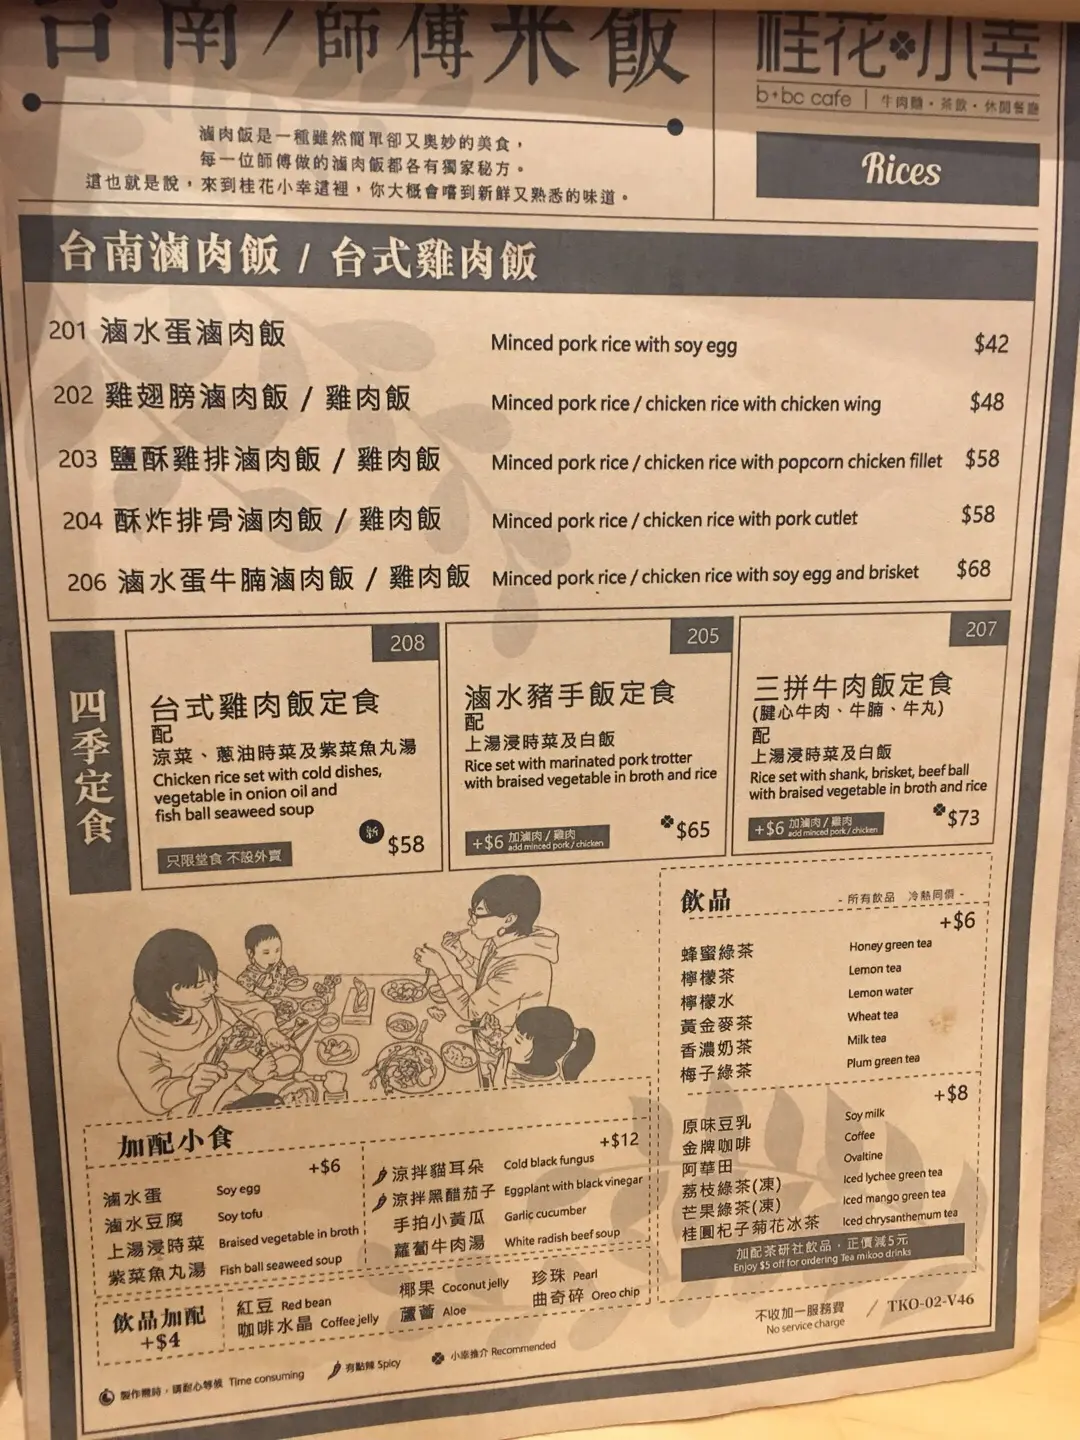 台南/師傅米飯
滷肉飯是一種雖然簡單卻又奧妙的美食，
每一位師傅做的滷肉飯都各有獨家秘方。
這也就是說，來到桂花小幸這裡，你大概會嚐到新鮮又熟悉的味道。
桂花小幸
b+bc cafe | 牛肉麵・茶飲・休閒餐廳
Rices
台南滷肉飯 / 台式雞肉飯
201 滷水蛋滷肉飯 Minced pork rice with soy egg $42
202 雞翅膀滷肉飯 / 雞肉飯 Minced pork rice / chicken rice with chicken wing $48
203 鹽酥雞排滷肉飯 / 雞肉飯 Minced pork rice / chicken rice with popcorn chicken fillet $58
204 酥炸排骨滷肉飯 / 雞肉飯 Minced pork rice / chicken rice with pork cutlet $58
206 滷水蛋牛腩滷肉飯 / 雞肉飯 Minced pork rice / chicken rice with soy egg and brisket $68
四季定食
208
台式雞肉飯定食
配
涼菜、蔥油時菜及紫菜魚丸湯
Chicken rice set with cold dishes,
vegetable in onion oil and
fish ball seaweed soup
新 $58
只限堂食 不設外賣
205
滷水豬手飯定食
配
上湯浸時菜及白飯
Rice set with marinated pork trotter
with braised vegetable in broth and rice
$65
+$6 加滷肉 / 雞肉
add minced pork / chicken
207
三拼牛肉飯定食
(腱心牛肉、牛腩、牛丸)
配
上湯浸時菜及白飯
Rice set with shank, brisket, beef ball
with braised vegetable in broth and rice
$73
+$6 加滷肉 / 雞肉
add minced pork / chicken
飲品 - 所有飲品 冷熱同價 -
+$6
蜂蜜綠茶 Honey green tea
檸檬茶 Lemon tea
檸檬水 Lemon water
黃金麥茶 Wheat tea
香濃奶茶 Milk tea
梅子綠茶 Plum green tea
+$8
原味豆乳 Soy milk
金牌咖啡 Coffee
阿華田 Ovaltine
荔枝綠茶(凍) Iced lychee green tea
芒果綠茶(凍) Iced mango green tea
桂圓杞子菊花冰茶 Iced chrysanthemum tea
加配茶研社飲品，正價減5元
Enjoy $5 off for ordering Tea mikoo drinks
加配小食
+$6
滷水蛋 Soy egg
滷水豆腐 Soy tofu
上湯浸時菜 Braised vegetable in broth
紫菜魚丸湯 Fish ball seaweed soup
+$12
涼拌貓耳朵 Cold black fungus
涼拌黑醋茄子 Eggplant with black vinegar
手拍小黃瓜 Garlic cucumber
蘿蔔牛肉湯 White radish beef soup
飲品加配
+$4
紅豆 Red bean
椰果 Coconut jelly
珍珠 Pearl
咖啡水晶 Coffee jelly
蘆薈 Aloe
曲奇碎 Oreo chip
不收加一服務費
No service charge
/ TKO-02-V46
製作需時，請耐心等候 Time consuming
有點辣 Spicy
小幸推介 Recommended